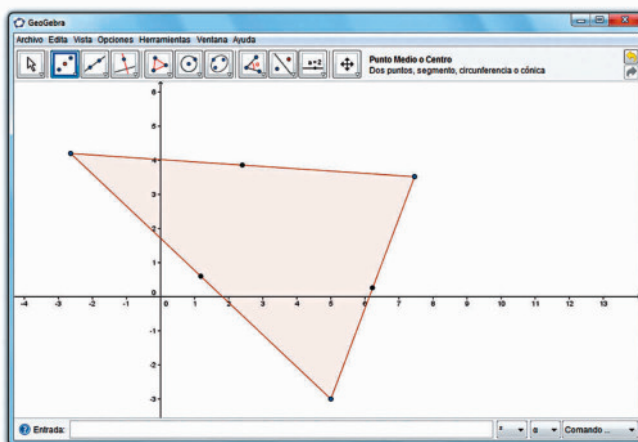 GeoGebra
Archivo Edita Vista Opciones Herramientas Ventana Ayuda
a=2
Punto Medio o Centro
Dos puntos, segmento, circunferencia o cónica
6
5
4
3
2
1
0
-4 -3 -2 -1 0 1 2 3 4 5 6 7 8 9 10 11 12 13
-1
-2
-3
Entrada:
α
Comando ...